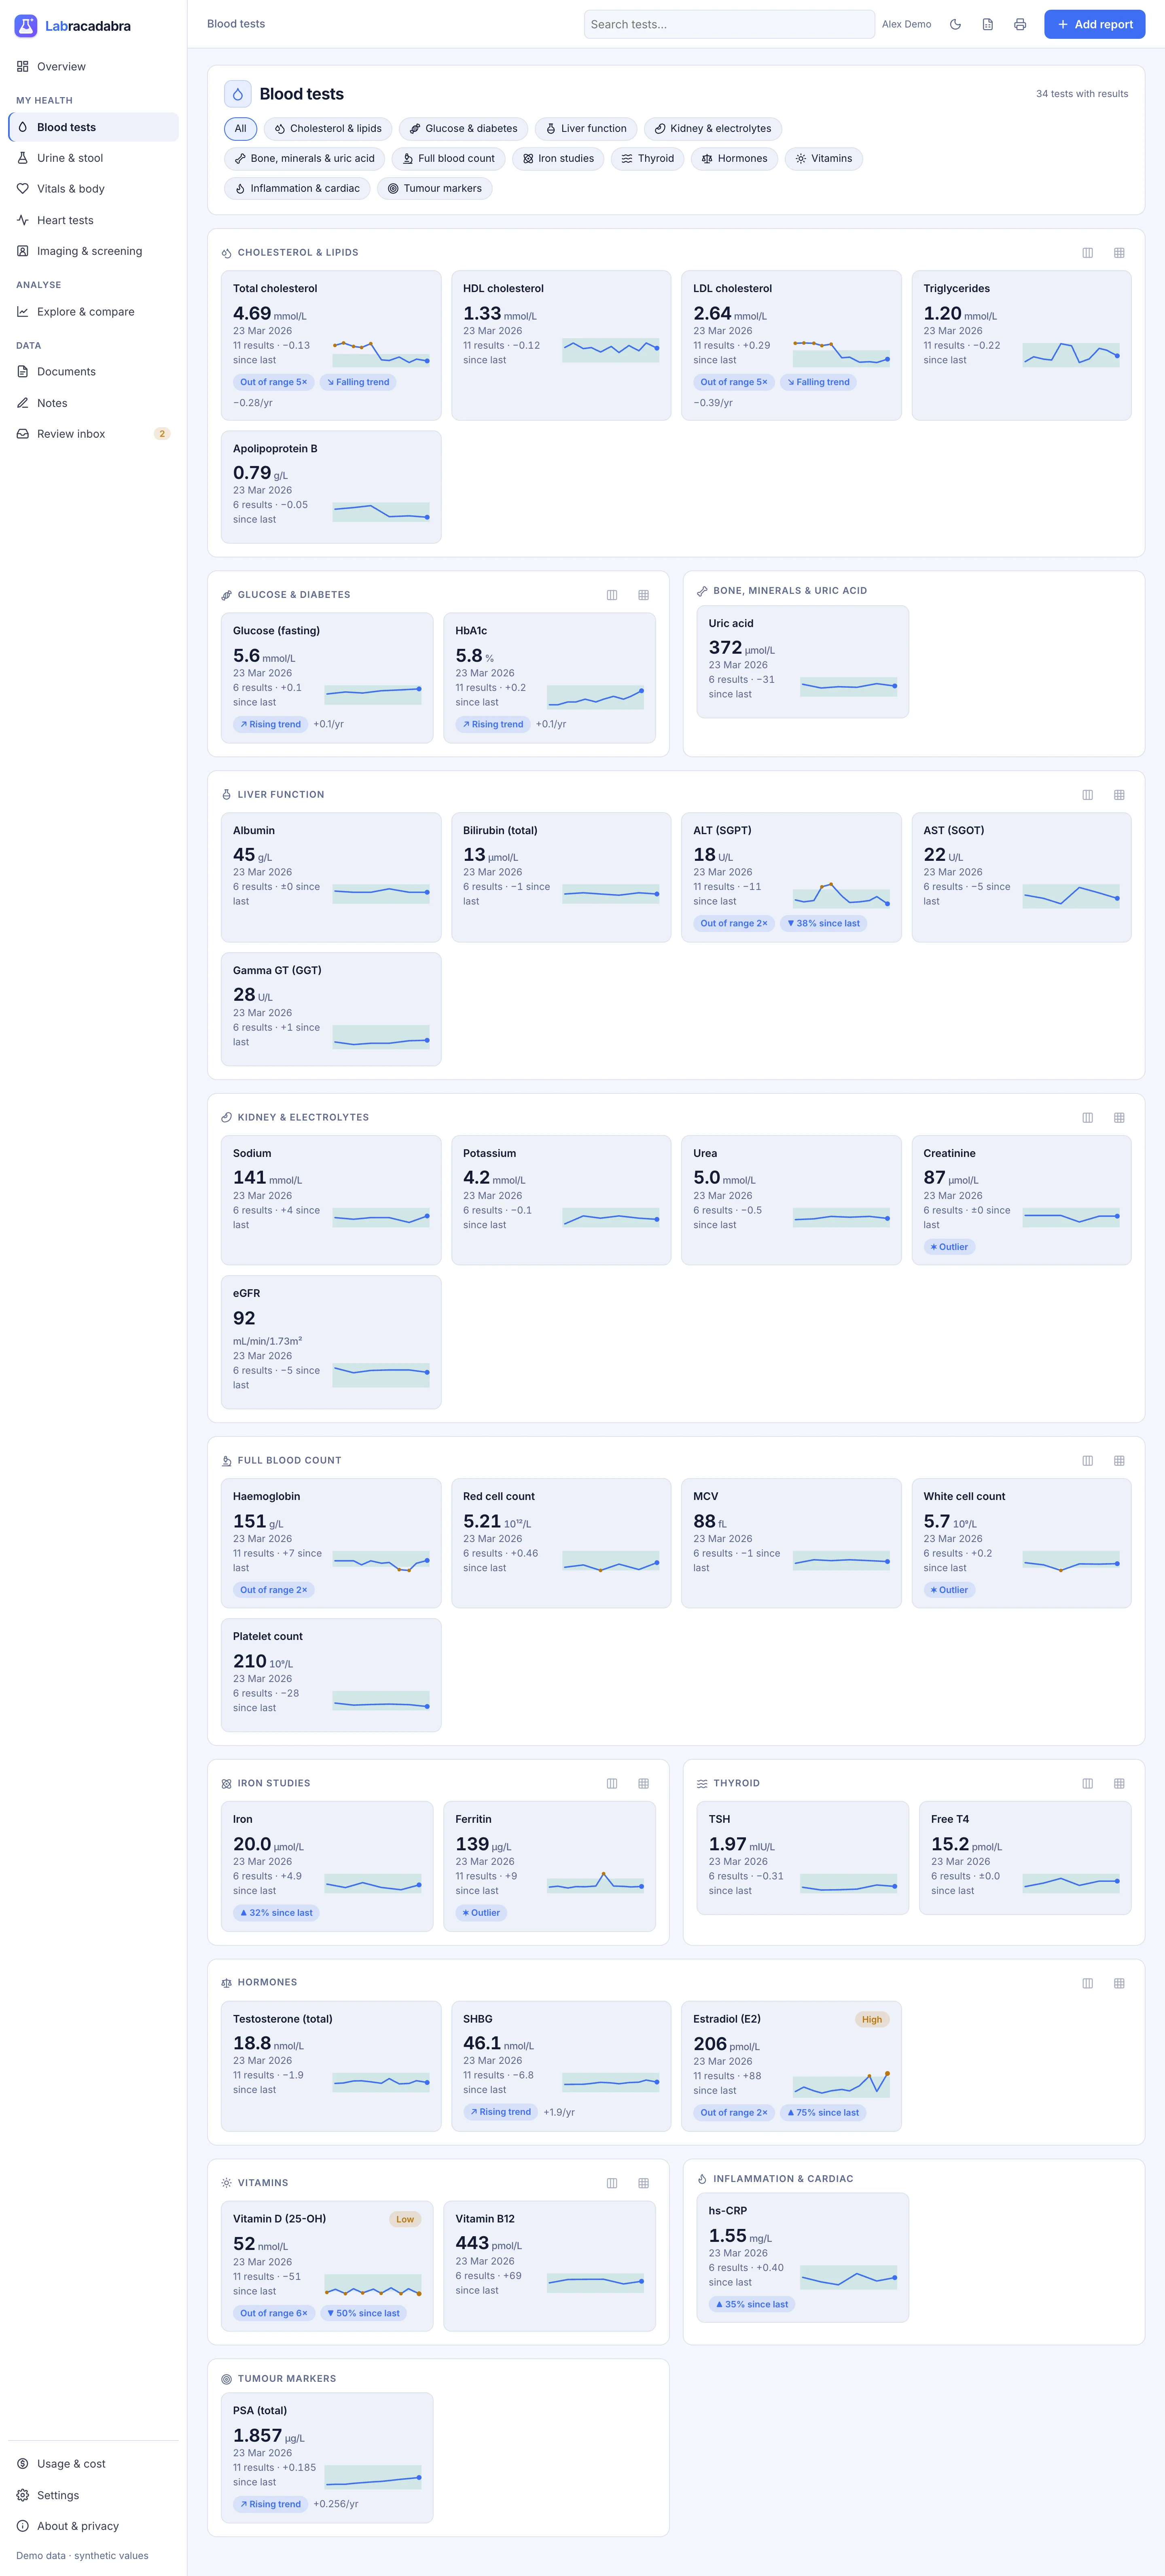 Labracadabra
Overview
MY HEALTH
Blood tests
Urine & stool
Vitals & body
Heart tests
Imaging & screening
ANALYSE
Explore & compare
DATA
Documents
Notes
Review inbox 2
Usage & cost
Settings
About & privacy
Demo data · synthetic values
Blood tests
Search tests...
Alex Demo
Add report
Blood tests
34 tests with results
All Cholesterol & lipids Glucose & diabetes Liver function Kidney & electrolytes
Bone, minerals & uric acid Full blood count Iron studies Thyroid Hormones Vitamins
Inflammation & cardiac Tumour markers
CHOLESTEROL & LIPIDS
Total cholesterol
4.69 mmol/L
23 Mar 2026
11 results · −0.13
since last
Out of range 5× ↘ Falling trend
−0.28/yr
HDL cholesterol
1.33 mmol/L
23 Mar 2026
11 results · −0.12
since last
LDL cholesterol
2.64 mmol/L
23 Mar 2026
11 results · +0.29
since last
Out of range 5× ↘ Falling trend
−0.39/yr
Triglycerides
1.20 mmol/L
23 Mar 2026
11 results · −0.22
since last
Apolipoprotein B
0.79 g/L
23 Mar 2026
6 results · −0.05
since last
GLUCOSE & DIABETES
Glucose (fasting)
5.6 mmol/L
23 Mar 2026
6 results · +0.1
since last
↗ Rising trend +0.1/yr
HbA1c
5.8 %
23 Mar 2026
11 results · +0.2
since last
↗ Rising trend +0.1/yr
BONE, MINERALS & URIC ACID
Uric acid
372 µmol/L
23 Mar 2026
6 results · −31
since last
LIVER FUNCTION
Albumin
45 g/L
23 Mar 2026
6 results · ±0 since
last
Bilirubin (total)
13 µmol/L
23 Mar 2026
6 results · −1 since
last
ALT (SGPT)
18 U/L
23 Mar 2026
11 results · −11
since last
Out of range 2× ▼ 38% since last
AST (SGOT)
22 U/L
23 Mar 2026
6 results · −5 since
last
Gamma GT (GGT)
28 U/L
23 Mar 2026
6 results · +1 since
last
KIDNEY & ELECTROLYTES
Sodium
141 mmol/L
23 Mar 2026
6 results · +4 since
last
Potassium
4.2 mmol/L
23 Mar 2026
6 results · −0.1
since last
Urea
5.0 mmol/L
23 Mar 2026
6 results · −0.5
since last
Creatinine
87 µmol/L
23 Mar 2026
6 results · ±0 since
last
✶ Outlier
eGFR
92
mL/min/1.73m²
23 Mar 2026
6 results · −5 since
last
FULL BLOOD COUNT
Haemoglobin
151 g/L
23 Mar 2026
11 results · +7 since
last
Out of range 2×
Red cell count
5.21 10¹²/L
23 Mar 2026
6 results · +0.46
since last
MCV
88 fL
23 Mar 2026
6 results · −1 since
last
White cell count
5.7 10⁹/L
23 Mar 2026
6 results · +0.2
since last
✶ Outlier
Platelet count
210 10⁹/L
23 Mar 2026
6 results · −28
since last
IRON STUDIES
Iron
20.0 µmol/L
23 Mar 2026
6 results · +4.9
since last
▲ 32% since last
Ferritin
139 µg/L
23 Mar 2026
11 results · +9
since last
✶ Outlier
THYROID
TSH
1.97 mIU/L
23 Mar 2026
6 results · −0.31
since last
Free T4
15.2 pmol/L
23 Mar 2026
6 results · ±0.0
since last
HORMONES
Testosterone (total)
18.8 nmol/L
23 Mar 2026
11 results · −1.9
since last
SHBG
46.1 nmol/L
23 Mar 2026
11 results · −6.8
since last
↗ Rising trend +1.9/yr
Estradiol (E2) High
206 pmol/L
23 Mar 2026
11 results · +88
since last
Out of range 2× ▲ 75% since last
VITAMINS
Vitamin D (25-OH) Low
52 nmol/L
23 Mar 2026
11 results · −51
since last
Out of range 6× ▼ 50% since last
Vitamin B12
443 pmol/L
23 Mar 2026
6 results · +69
since last
INFLAMMATION & CARDIAC
hs-CRP
1.55 mg/L
23 Mar 2026
6 results · +0.40
since last
▲ 35% since last
TUMOUR MARKERS
PSA (total)
1.857 µg/L
23 Mar 2026
11 results · +0.185
since last
↗ Rising trend +0.256/yr